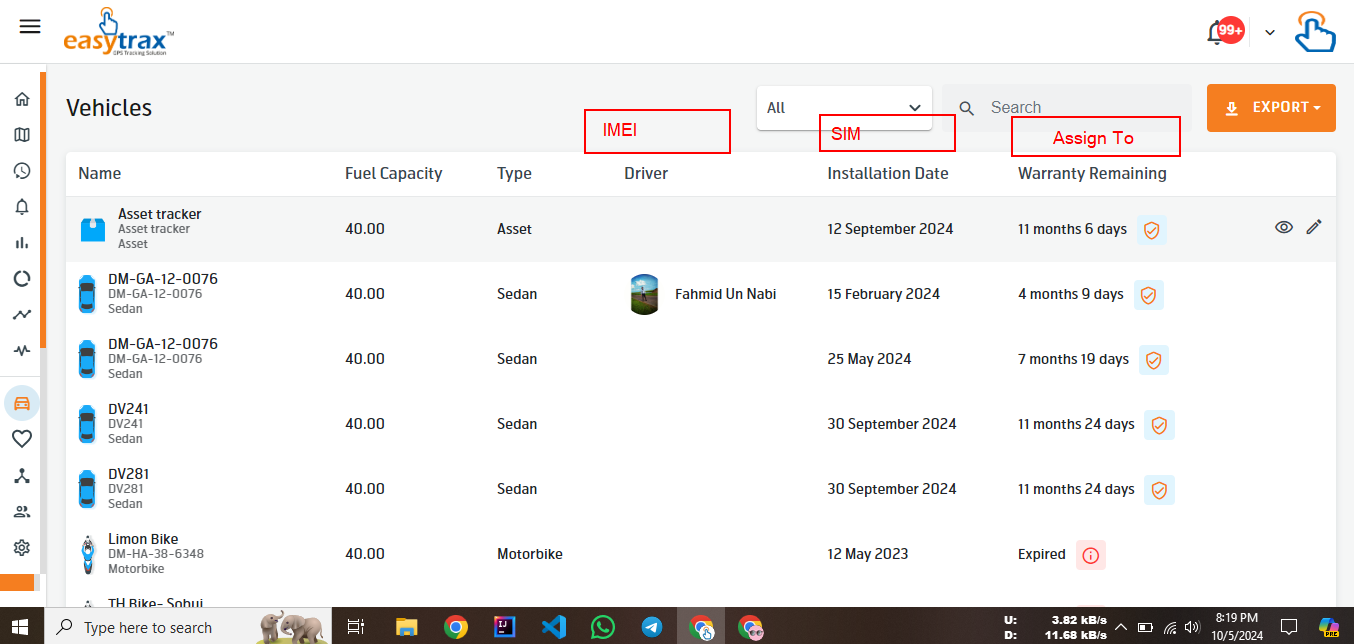 easytrax™
GPS Tracking Solution
99+
Vehicles
IMEI
All
SIM
Search
Assign To
EXPORT
Name Fuel Capacity Type Driver Installation Date Warranty Remaining
Asset tracker
Asset tracker
Asset
40.00 Asset 12 September 2024 11 months 6 days
DM-GA-12-0076
DM-GA-12-0076
Sedan
40.00 Sedan Fahmid Un Nabi 15 February 2024 4 months 9 days
DM-GA-12-0076
DM-GA-12-0076
Sedan
40.00 Sedan 25 May 2024 7 months 19 days
DV241
DV241
Sedan
40.00 Sedan 30 September 2024 11 months 24 days
DV281
DV281
Sedan
40.00 Sedan 30 September 2024 11 months 24 days
Limon Bike
DM-HA-38-6348
Motorbike
40.00 Motorbike 12 May 2023 Expired
TH Bike- Sohui
Type here to search
U: 3.82 kB/s
D: 11.68 kB/s
8:19 PM
10/5/2024
PRE